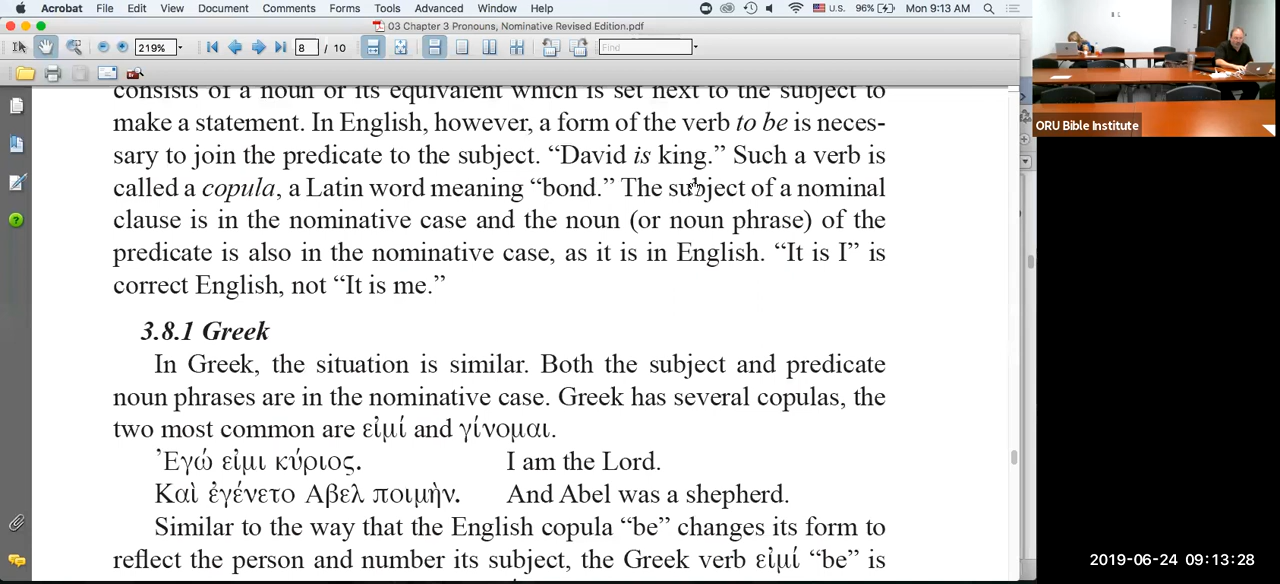 Acrobat File Edit View Document Comments Forms Tools Advanced Window Help U.S. 96% Mon 9:13 AM
03 Chapter 3 Pronouns, Nominative Revised Edition.pdf
219% 8 / 10 Find
consists of a noun or its equivalent which is set next to the subject to
make a statement. In English, however, a form of the verb to be is neces-
sary to join the predicate to the subject. “David is king.” Such a verb is
called a copula, a Latin word meaning “bond.” The subject of a nominal
clause is in the nominative case and the noun (or noun phrase) of the
predicate is also in the nominative case, as it is in English. “It is I” is
correct English, not “It is me.”
3.8.1 Greek
In Greek, the situation is similar. Both the subject and predicate
noun phrases are in the nominative case. Greek has several copulas, the
two most common are εἰμί and γίνομαι.
Ἐγώ εἰμι κύριος. I am the Lord.
Καὶ ἐγένετο Αβελ ποιμὴν. And Abel was a shepherd.
Similar to the way that the English copula “be” changes its form to
reflect the person and number its subject, the Greek verb εἰμί “be” is
ORU Bible Institute
2019-06-24 09:13:28